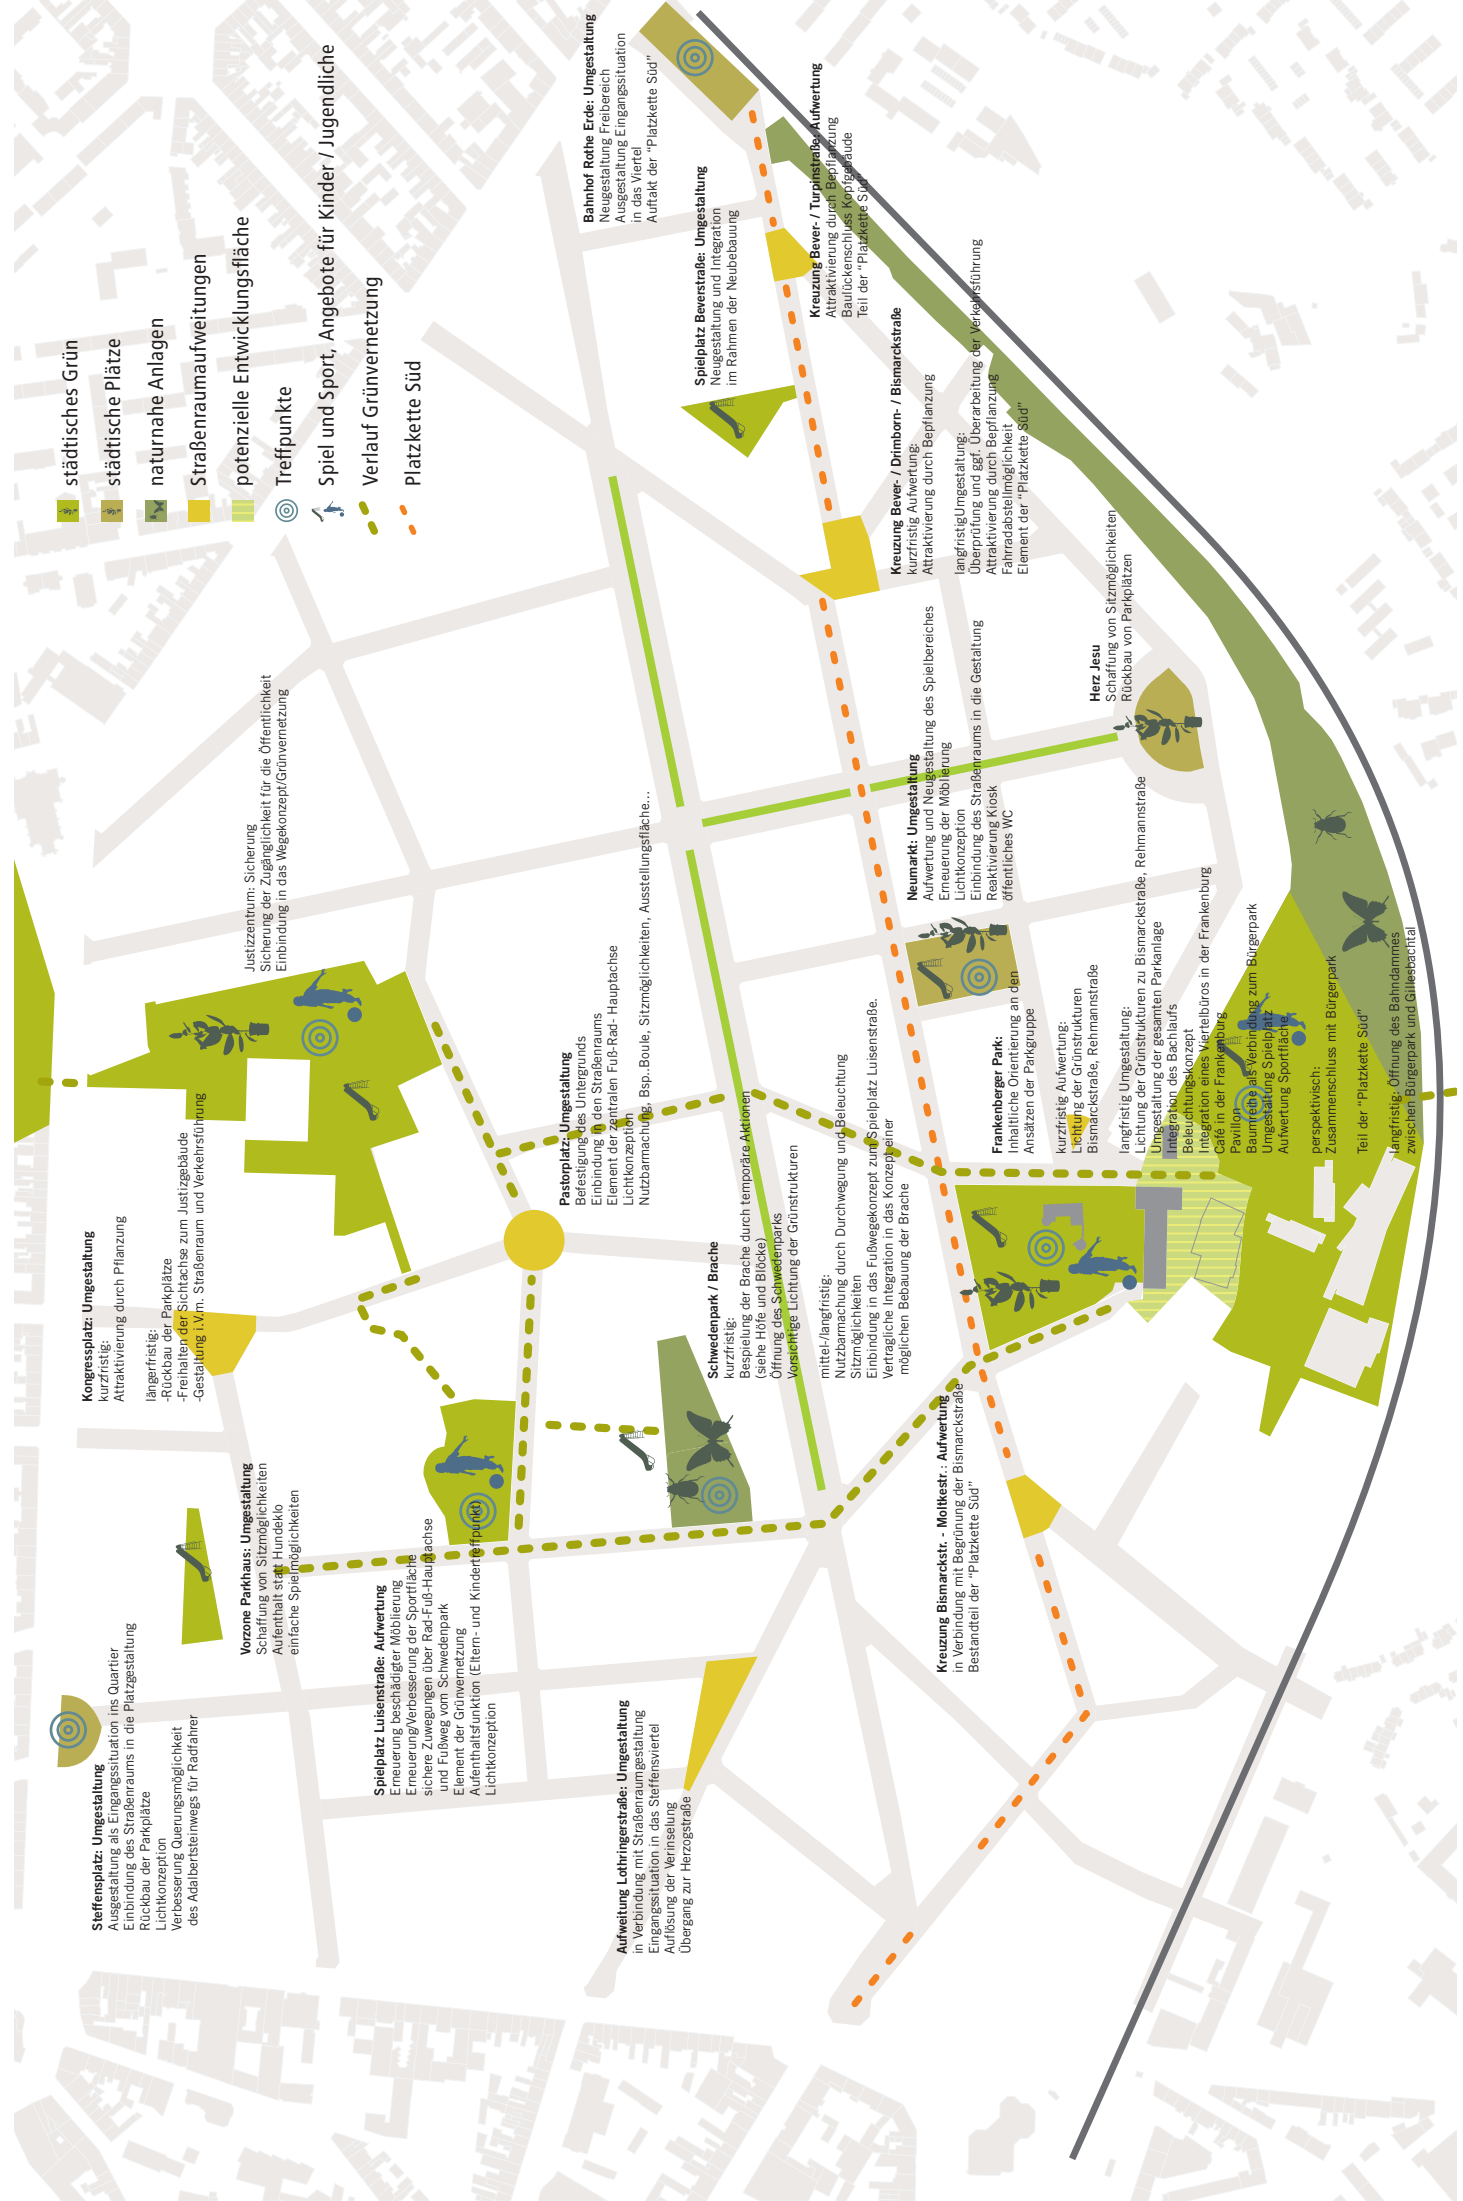 städtisches Grün
städtische Plätze
naturnahe Anlagen
Straßenraumaufweitungen
potenzielle Entwicklungsfläche
Treffpunkte
Spiel und Sport, Angebote für Kinder / Jugendliche
Verlauf Grünvernetzung
Platzkette Süd
Steffensplatz: Umgestaltung
Ausgestaltung als Eingangssituation ins Quartier
Einbindung des Straßenraums in die Platzgestaltung
Rückbau der Parkplätze
Lichtkonzeption
Verbesserung Querungsmöglichkeit
des Adalbertsteinwegs für Radfahrer
Vorzone Parkhaus: Umgestaltung
Schaffung von Sitzmöglichkeiten
Aufenthalt statt Hundeklo
einfache Spielmöglichkeiten
Kongressplatz: Umgestaltung
kurzfristig:
Attraktivierung durch Pflanzung
längerfristig:
-Rückbau der Parkplätze
-Freihalten der Sichtachse zum Justizgebäude
-Gestaltung i.V.m. Straßenraum und Verkehrsführung
Justizzentrum: Sicherung
Sicherung der Zugänglichkeit für die Öffentlichkeit
Einbindung in das Wegekonzept/Grünvernetzung
Spielplatz Luisenstraße: Aufwertung
Erneuerung beschädigter Möblierung
Erneuerung/Verbesserung der Sportfläche
sichere Zuwegungen über Rad-Fuß-Hauptachse
und Fußweg vom Schwedenpark
Element der Grünvernetzung
Aufenthaltsfunktion (Eltern- und Kindertreffpunkt)
Lichtkonzeption
Pastorplatz: Umgestaltung
Befestigung des Untergrunds
Einbindung in den Straßenraums
Element der zentralen Fuß-Rad- Hauptachse
Lichtkonzeption
Nutzbarmachung, Bsp..Boule, Sitzmöglichkeiten, Ausstellungsfläche...
Bahnhof Rothe Erde: Umgestaltung
Neugestaltung Freibereich
Ausgestaltung Eingangssituation
in das Viertel
Auftakt der "Platzkette Süd"
Aufweitung Lothringerstraße: Umgestaltung
in Verbindung mit Straßenraumgestaltung
Eingangssituation in das Steffensviertel
Auflösung der Verinselung
Übergang zur Herzogstraße
Schwedenpark / Brache
kurzfristig:
Bespielung der Brache durch temporäre Aktionen
(siehe Höfe und Blöcke)
Öffnung des Schwedenparks
Vorsichtige Lichtung der Grünstrukturen
mittel-/langfristig:
Nutzbarmachung durch Durchwegung und Beleuchtung
Sitzmöglichkeiten
Einbindung in das Fußwegekonzept zum Spielplatz Luisenstraße.
Vertragliche Integration in das Konzept einer
möglichen Bebauung der Brache
Spielplatz Beverstraße: Umgestaltung
Neugestaltung und Integration
im Rahmen der Neubebauung
Kreuzung Bever- / Turpinstraße: Aufwertung
Attraktivierung durch Bepflanzung
Baulückenschluss Kopfgebäude
Teil der "Platzkette Süd"
Kreuzung Bever- / Drimborn- / Bismarckstraße
kurzfristig Aufwertung:
Attraktivierung durch Bepflanzung
langfristigUmgestaltung:
Überprüfung und ggf. Überarbeitung der Verkehrsführung
Attraktivierung durch Bepflanzung
Fahrradabstellmöglichkeit
Element der "Platzkette Süd"
Neumarkt: Umgestaltung
Aufwertung und Neugestaltung des Spielbereiches
Erneuerung der Möblierung
Lichtkonzeption
Einbindung des Straßenraums in die Gestaltung
Reaktivierung Kiosk
öffentliches WC
Kreuzung Bismarckstr. - Moltkestr.: Aufwertung
in Verbindung mit Begrünung der Bismarckstraße
Bestandteil der "Platzkette Süd"
Frankenberger Park:
Inhaltliche Orientierung an den
Ansätzen der Parkgruppe
kurzfristig Aufwertung:
Lichtung der Grünstrukturen
Bismarckstraße, Rehmannstraße
langfristig Umgestaltung:
Lichtung der Grünstrukturen zu Bismarckstraße, Rehmannstraße
Umgestaltung der gesamten Parkanlage
Integration des Bachlaufs
Beleuchtungskonzept
Integration eines Viertelbüros in der Frankenburg
Café in der Frankenburg
Pavillon
Baumreihe als Verbindung zum Bürgerpark
Umgestaltung Spielplatz
Aufwertung Sportfläche
perspektivisch:
Zusammenschluss mit Bürgerpark
Teil der "Platzkette Süd"
langfristig: Öffnung des Bahndammes
zwischen Bürgerpark und Gillesbachtal
Herz Jesu
Schaffung von Sitzmöglichkeiten
Rückbau von Parkplätzen